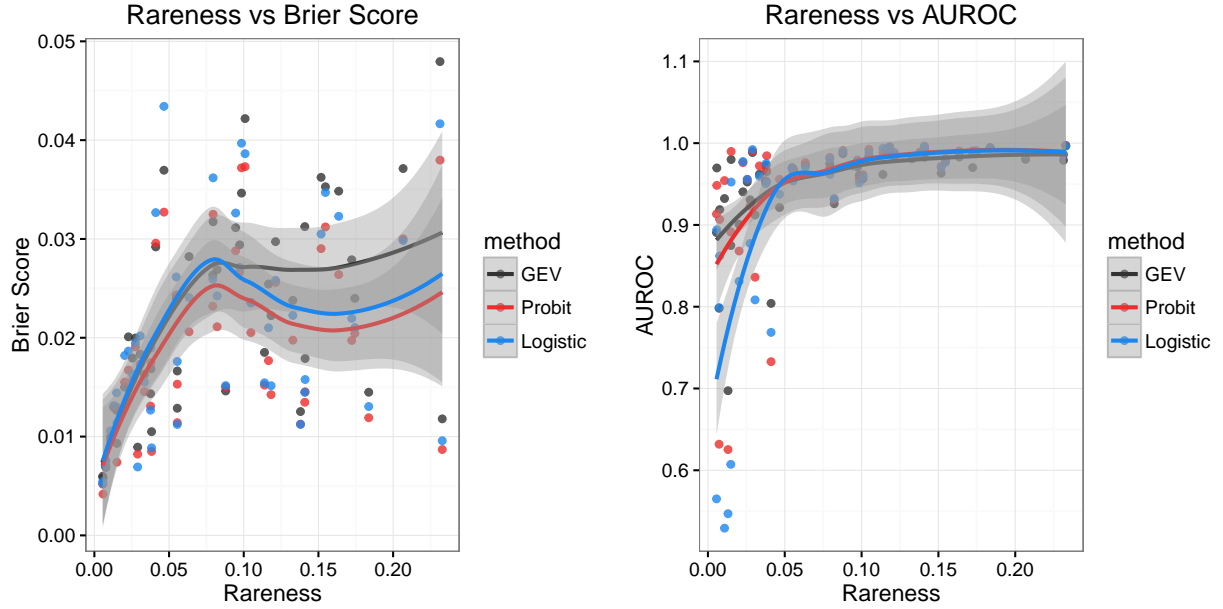 Rareness vs Brier Score
Brier Score
0.05
0.04
0.03
0.02
0.01
0.00
0.00 0.05 0.10 0.15 0.20
Rareness
method
GEV
Probit
Logistic
Rareness vs AUROC
AUROC
1.1
1.0
0.9
0.8
0.7
0.6
0.00 0.05 0.10 0.15 0.20
Rareness
method
GEV
Probit
Logistic